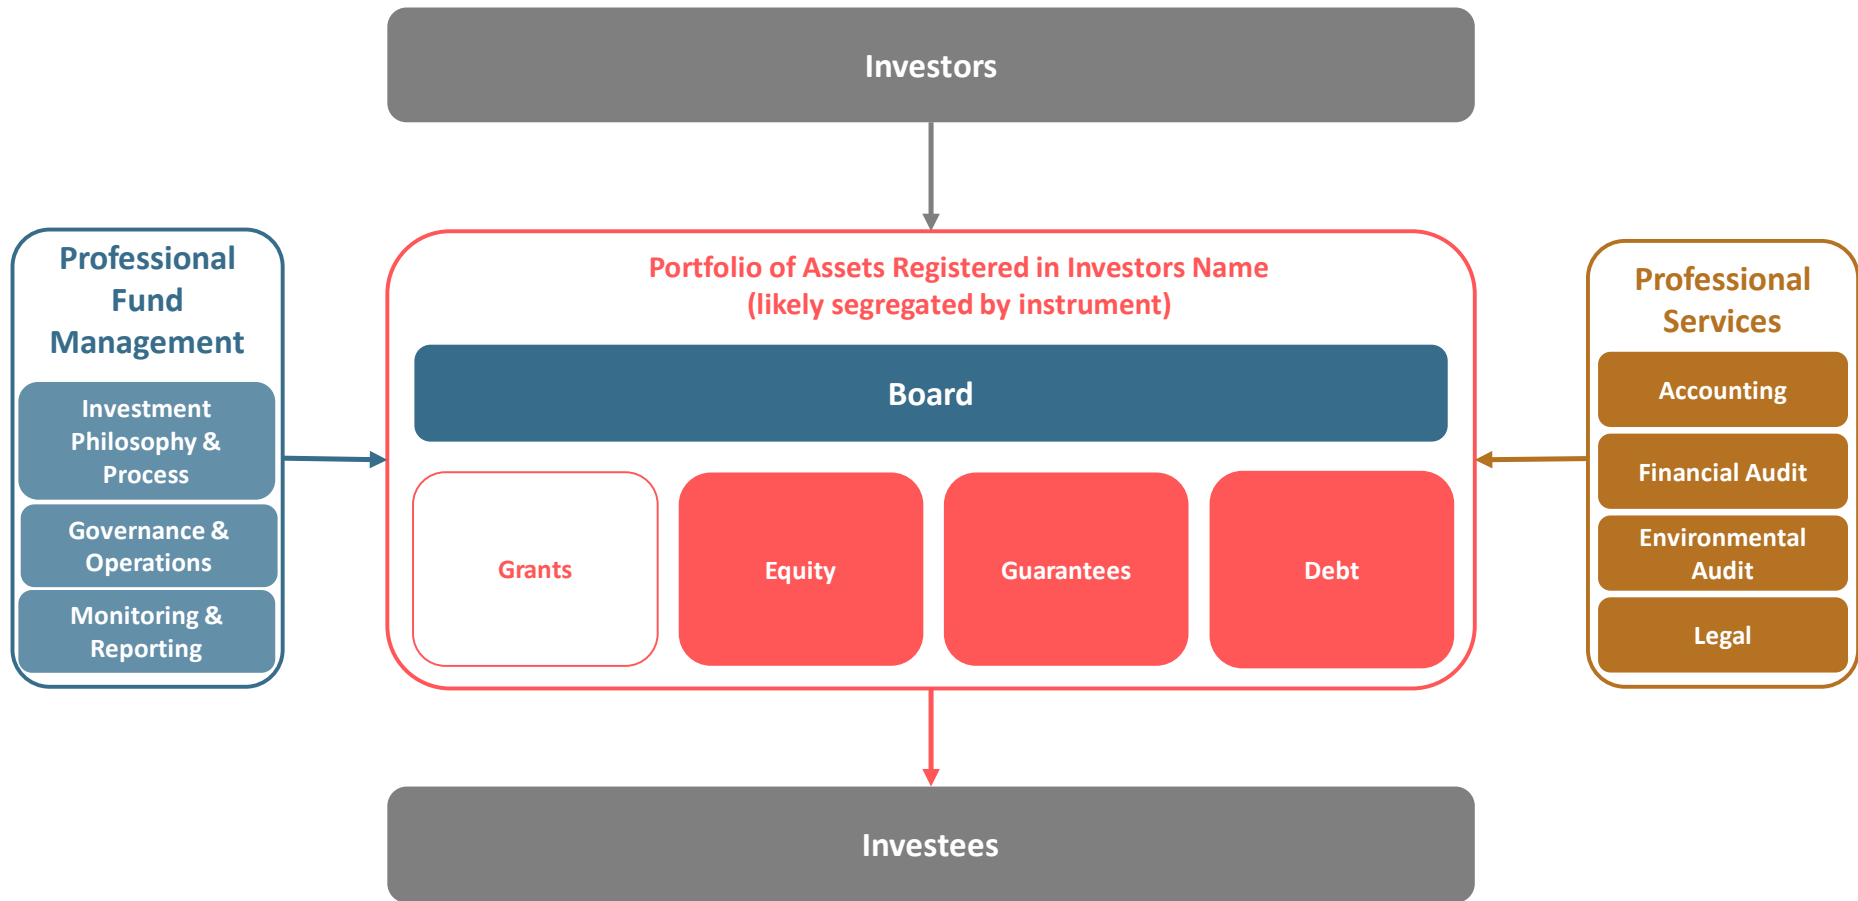 Investors
Professional
Fund
Management
Investment
Philosophy &
Process
Governance &
Operations
Monitoring &
Reporting
Portfolio of Assets Registered in Investors Name
(likely segregated by instrument)
Board
Grants
Equity
Guarantees
Debt
Professional
Services
Accounting
Financial Audit
Environmental
Audit
Legal
Investees